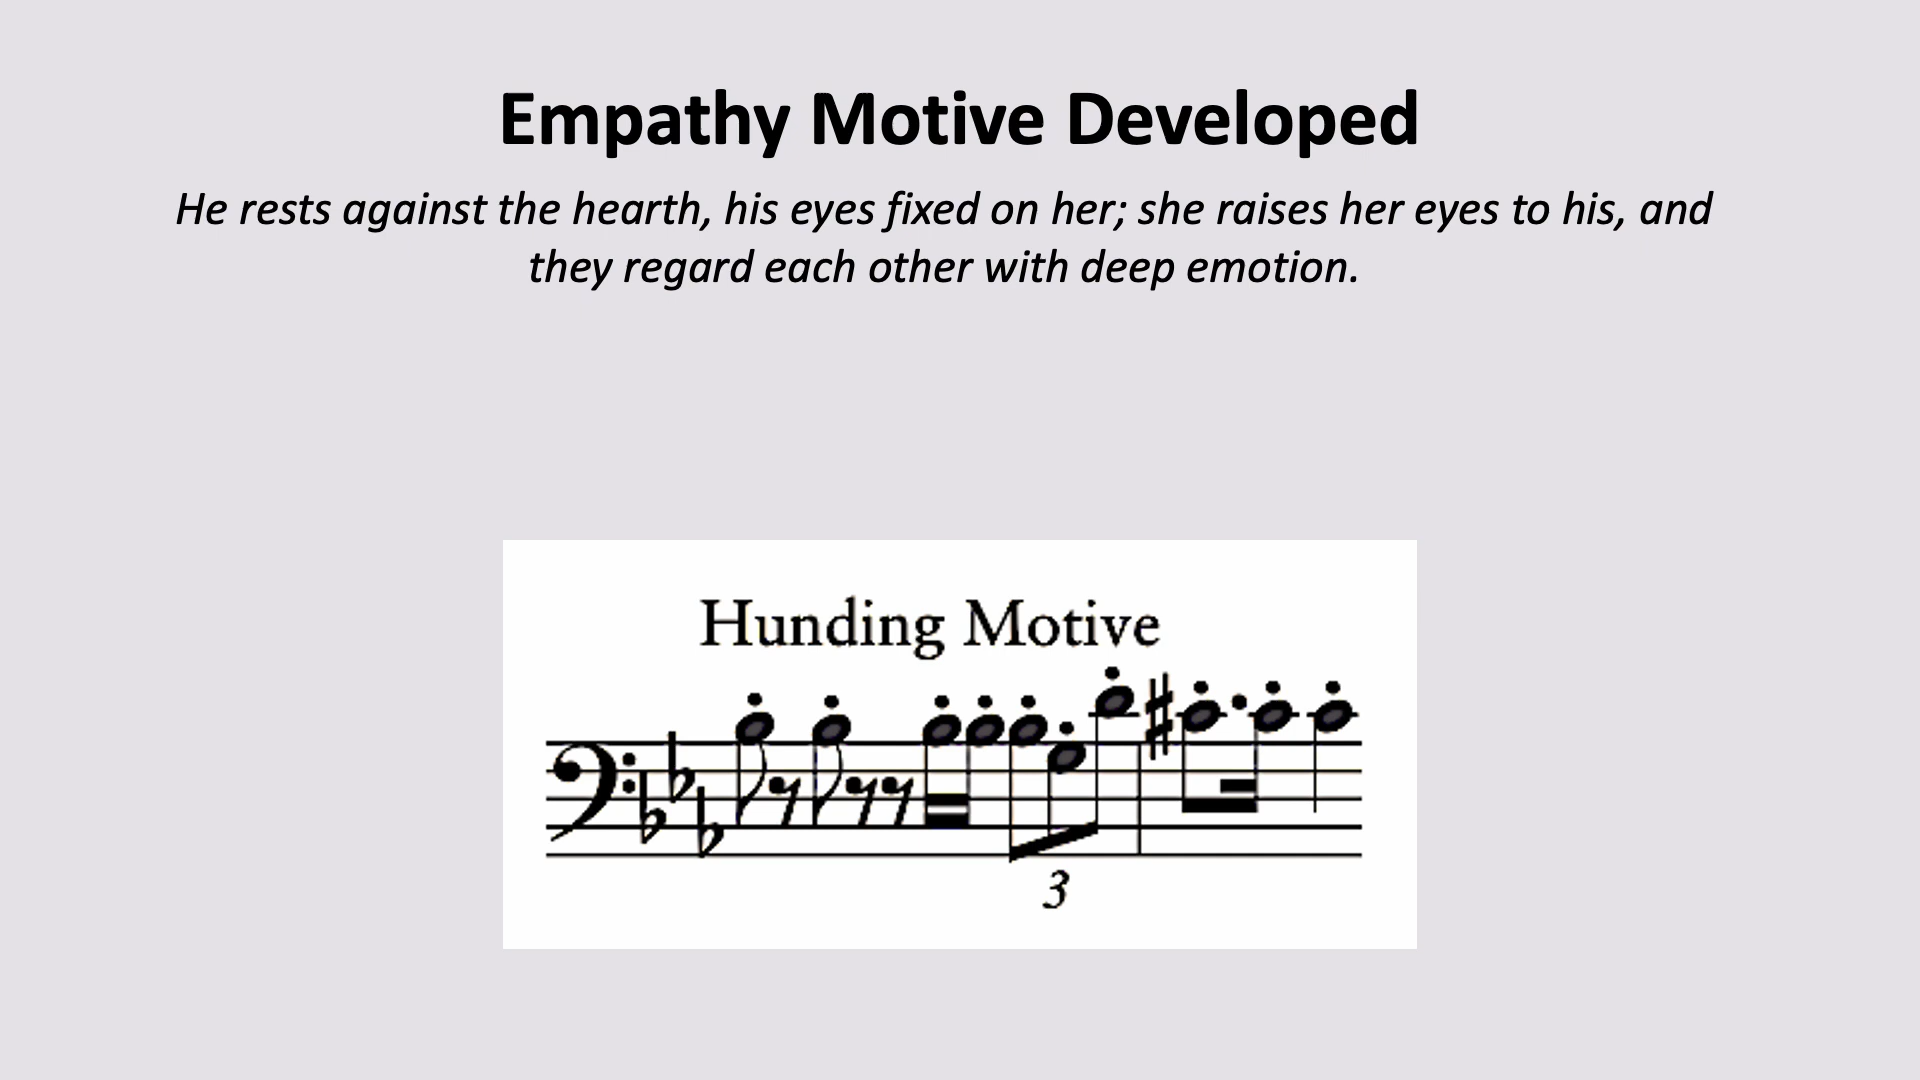 Empathy Motive Developed
He rests against the hearth, his eyes fixed on her; she raises her eyes to his, and
they regard each other with deep emotion.
Hunding Motive
3